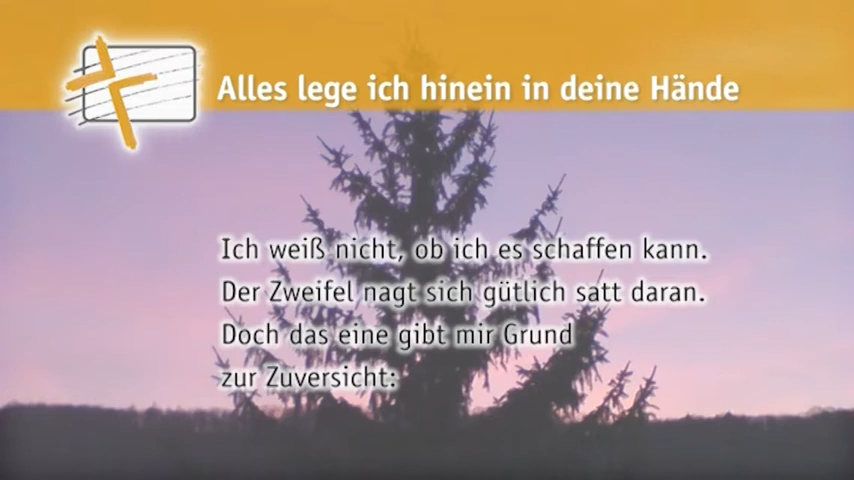 Alles lege ich hinein in deine Hände
Ich weiß nicht, ob ich es schaffen kann.
Der Zweifel nagt sich gütlich satt daran.
Doch das eine gibt mir Grund
zur Zuversicht: